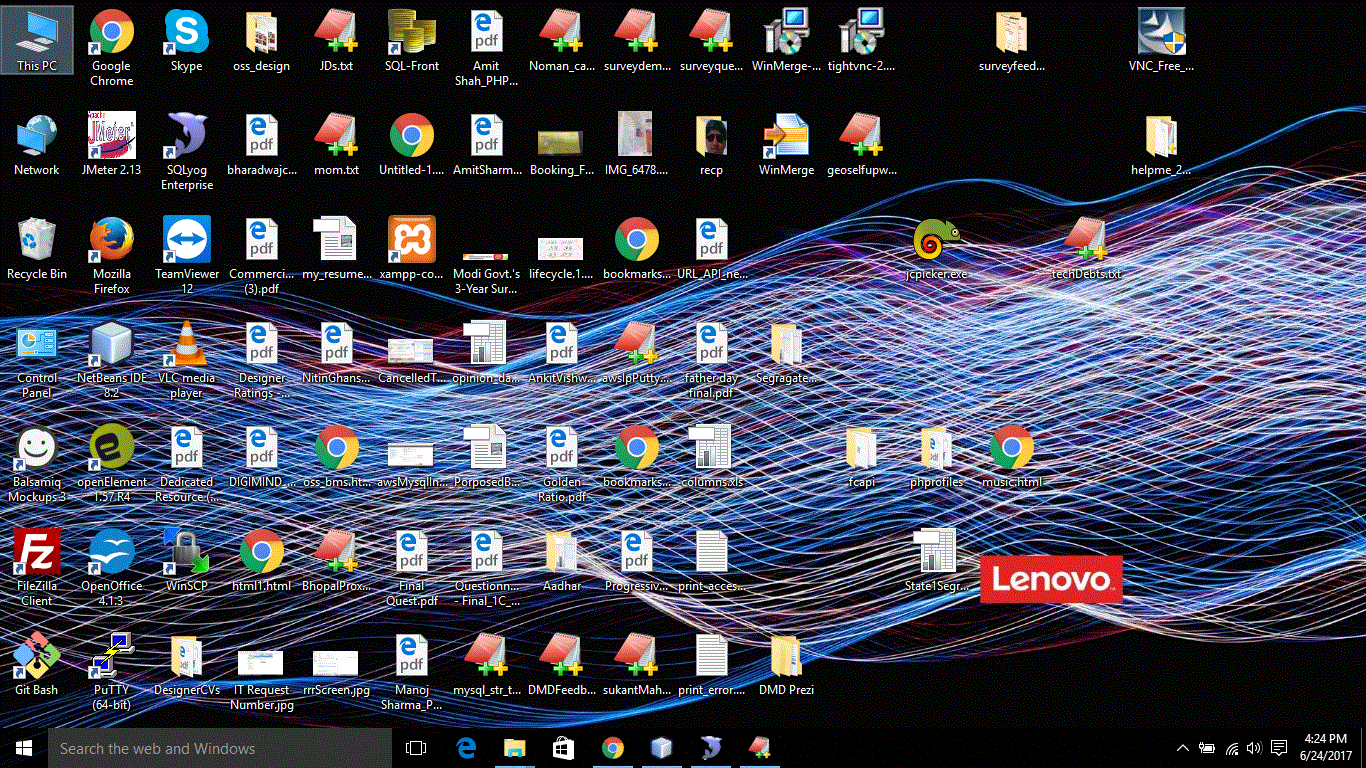 This PC
Google
Chrome
Skype
oss_design
JDs.txt
SQL-Front
Amit
Shah_PHP...
Noman_ca...
surveydem...
surveyque...
WinMerge-...
tightvnc-2....
surveyfeed...
VNC_Free_...
Network
JMeter 2.13
SQLyog
Enterprise
bharadwajc...
mom.txt
Untitled-1....
AmitSharm...
Booking_F...
IMG_6478....
recp
WinMerge
geoselfupw...
helpme_2...
Recycle Bin
Mozilla
Firefox
TeamViewer
12
Commerci...
(3).pdf
my_resume...
xampp-co...
Modi Govt.'s
3-Year Sur...
lifecycle.1....
bookmarks...
URL_API_ne...
jcpicker.exe
techDebts.txt
Control
Panel
NetBeans IDE
8.2
VLC media
player
Designer
Ratings -...
NitinGhans...
CancelledT...
opinion_da...
AnkitVishw...
awsIpPutty....
father-day
final.pdf
Segragate...
Balsamiq
Mockups 3
openElement
1.57.R4
Dedicated
Resource (...
DIGIMIND_...
oss-bms.ht...
awsMysqlIn...
PorposedB...
Golden
Ratio.pdf
bookmarks...
columns.xls
fcapi
phprofiles
music.html
FileZilla
Client
OpenOffice
4.1.3
WinSCP
html1.html
BhopalProx...
Final
Quest.pdf
Questionn...
- Final_1C_...
Aadhar
Progressiv...
print-acces...
State1Segr...
Lenovo
Git Bash
PuTTY
(64-bit)
DesignerCVs
IT Request
Number.jpg
rrrScreen.jpg
Manoj
Sharma_P...
mysql_str_t...
DMDFeedb...
sukantMah...
print_error....
DMD Prezi
Search the web and Windows
4:24 PM
6/24/2017